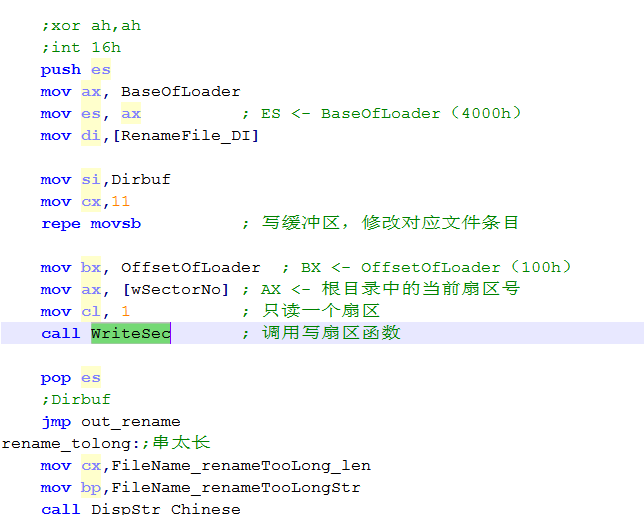 ;xor ah,ah
;int 16h
push es
mov ax, BaseOfLoader
mov es, ax ; ES <- BaseOfLoader（4000h）
mov di,[RenameFile_DI]
mov si,Dirbuf
mov cx,11
repe movsb ; 写缓冲区，修改对应文件条目
mov bx, OffsetOfLoader ; BX <- OffsetOfLoader（100h）
mov ax, [wSectorNo] ; AX <- 根目录中的当前扇区号
mov cl, 1 ; 只读一个扇区
call WriteSec ; 调用写扇区函数
pop es
;Dirbuf
jmp out_rename
rename_tolong:;串太长
mov cx,FileName_renameTooLong_len
mov bp,FileName_renameTooLongStr
call DispStr_Chinese